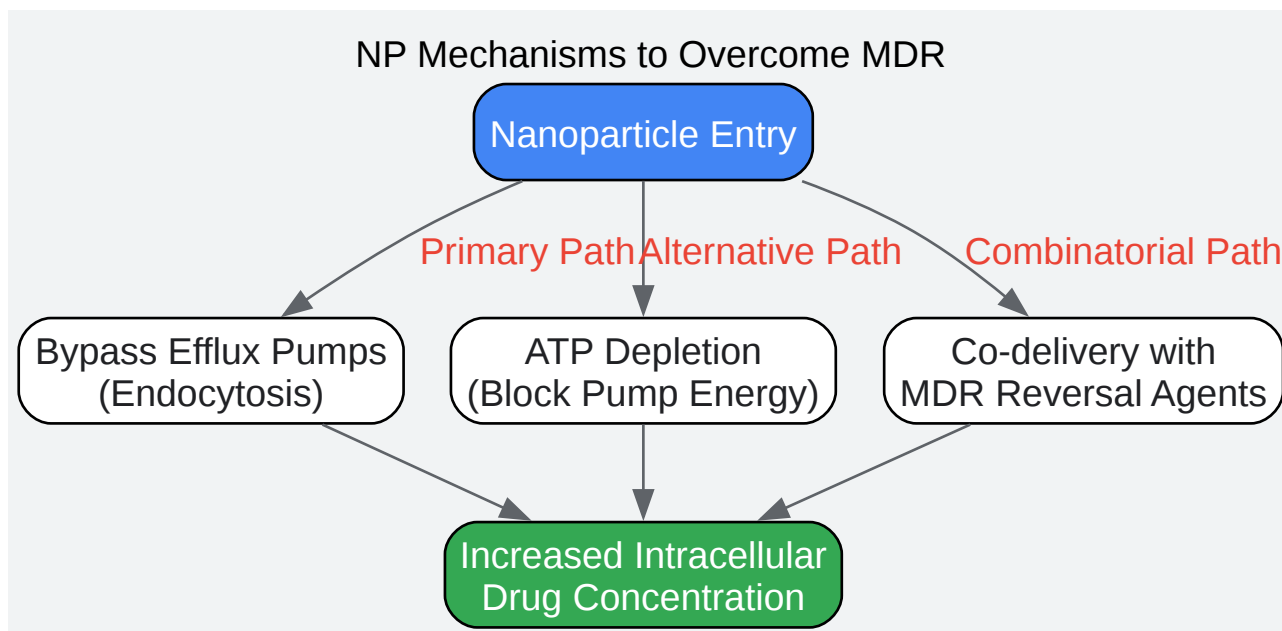 NP Mechanisms to Overcome MDR
Nanoparticle Entry
Primary Path
Alternative Path
Combinatorial Path
Bypass Efflux Pumps
(Endocytosis)
ATP Depletion
(Block Pump Energy)
Co-delivery with
MDR Reversal Agents
Increased Intracellular
Drug Concentration